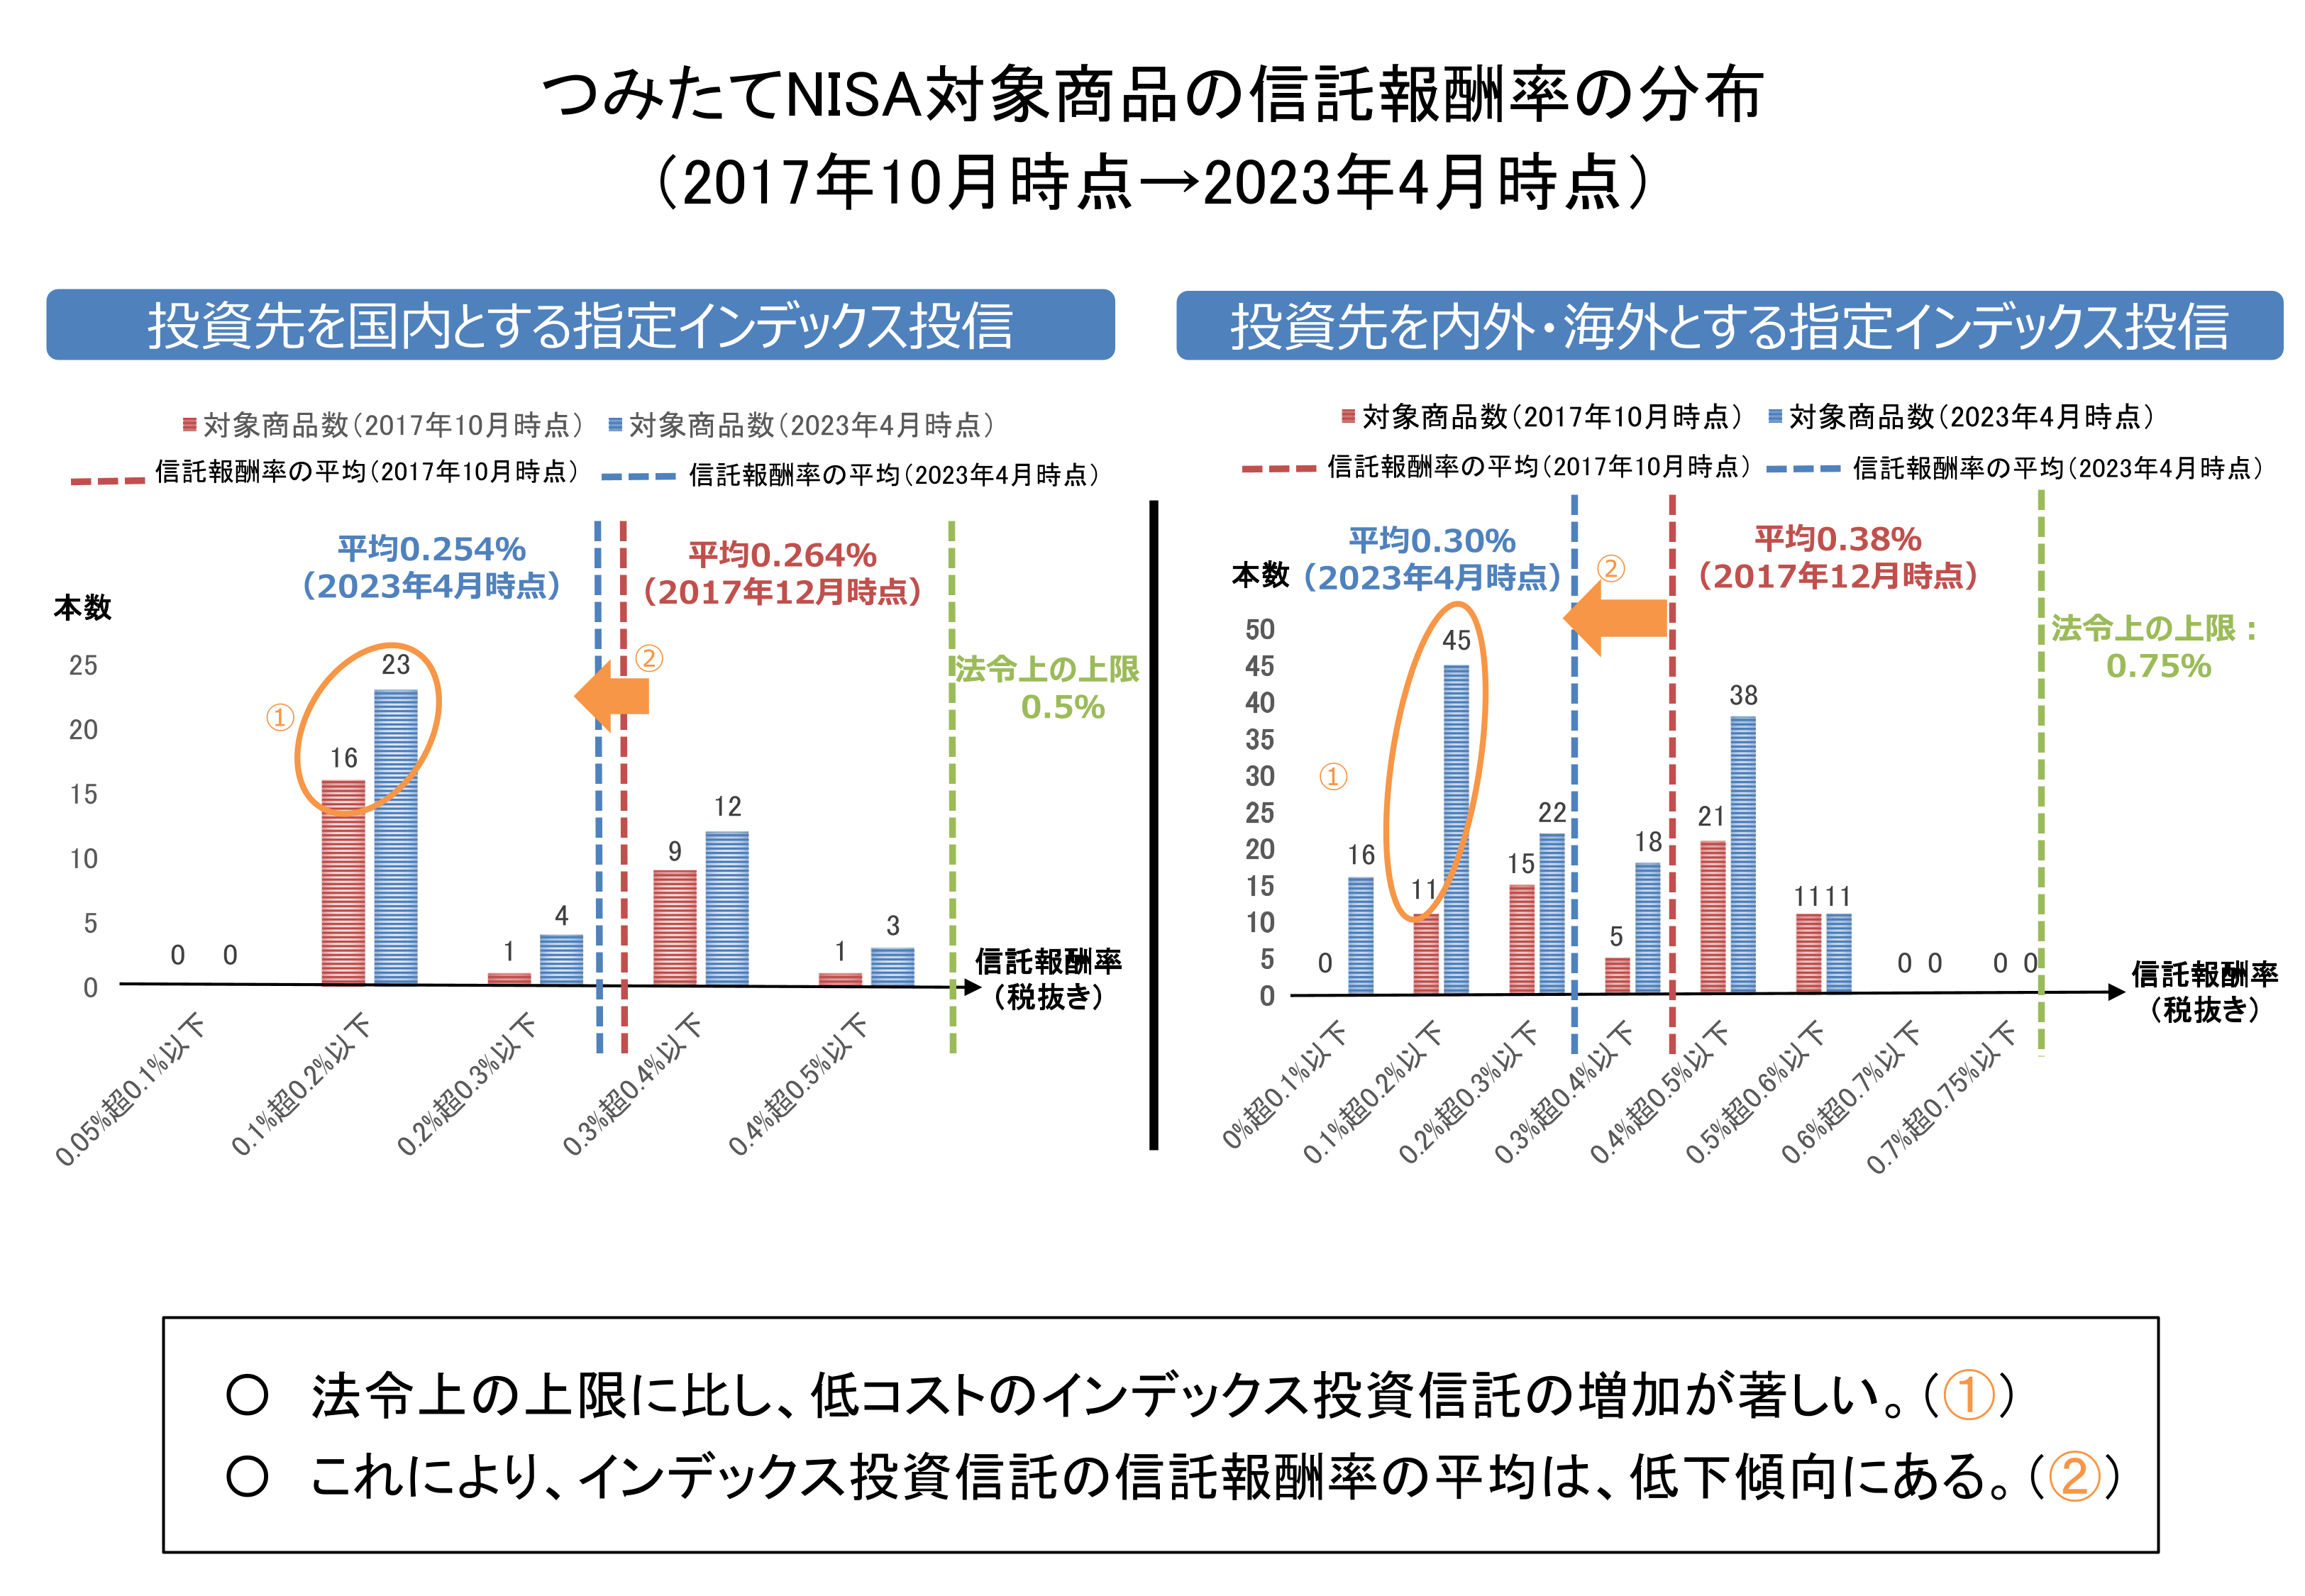 つみたてNISA対象商品の信託報酬率の分布
（2017年10月時点→2023年4月時点）
投資先を国内とする指定インデックス投信
対象商品数（2017年10月時点）
対象商品数（2023年4月時点）
信託報酬率の平均（2017年10月時点）
信託報酬率の平均（2023年4月時点）
平均0.254%
（2023年4月時点）
平均0.264%
（2017年12月時点）
本数
25
20
15
10
5
0
①
②
法令上の上限
0.5%
0
0
16
23
1
4
9
12
1
3
信託報酬率
（税抜き）
0.05%超0.1%以下
0.1%超0.2%以下
0.2%超0.3%以下
0.3%超0.4%以下
0.4%超0.5%以下
投資先を内外・海外とする指定インデックス投信
対象商品数（2017年10月時点）
対象商品数（2023年4月時点）
信託報酬率の平均（2017年10月時点）
信託報酬率の平均（2023年4月時点）
平均0.30%
（2023年4月時点）
平均0.38%
（2017年12月時点）
本数
50
45
40
35
30
25
20
15
10
5
0
①
②
法令上の上限：
0.75%
0
16
11
45
15
22
5
18
21
38
11
11
0
0
0
0
信託報酬率
（税抜き）
0%超0.1%以下
0.1%超0.2%以下
0.2%超0.3%以下
0.3%超0.4%以下
0.4%超0.5%以下
0.5%超0.6%以下
0.6%超0.7%以下
0.7%超0.75%以下
○　法令上の上限に比し、低コストのインデックス投資信託の増加が著しい。（①）
○　これにより、インデックス投資信託の信託報酬率の平均は、低下傾向にある。（②）